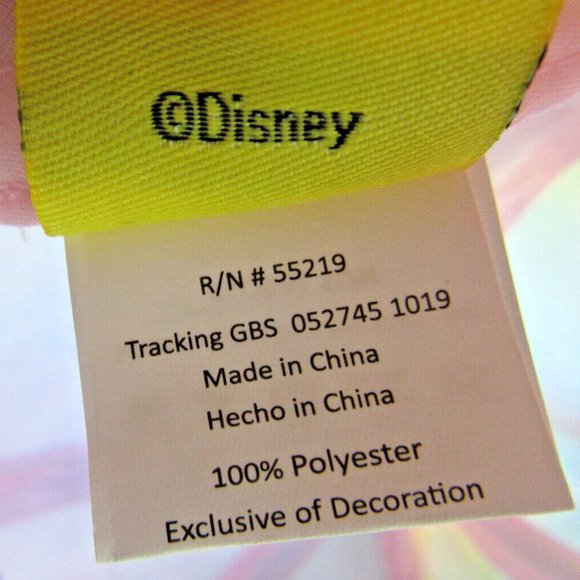 ©Disney
R/N # 55219
Tracking GBS 052745 1019
Made in China
Hecho in China
100% Polyester
Exclusive of Decoration